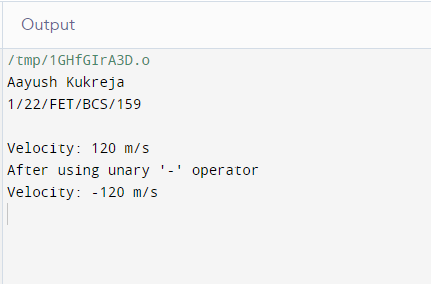 Output
/tmp/1GHfGIrA3D.o
Aayush Kukreja
1/22/FET/BCS/159
Velocity: 120 m/s
After using unary '-' operator
Velocity: -120 m/s